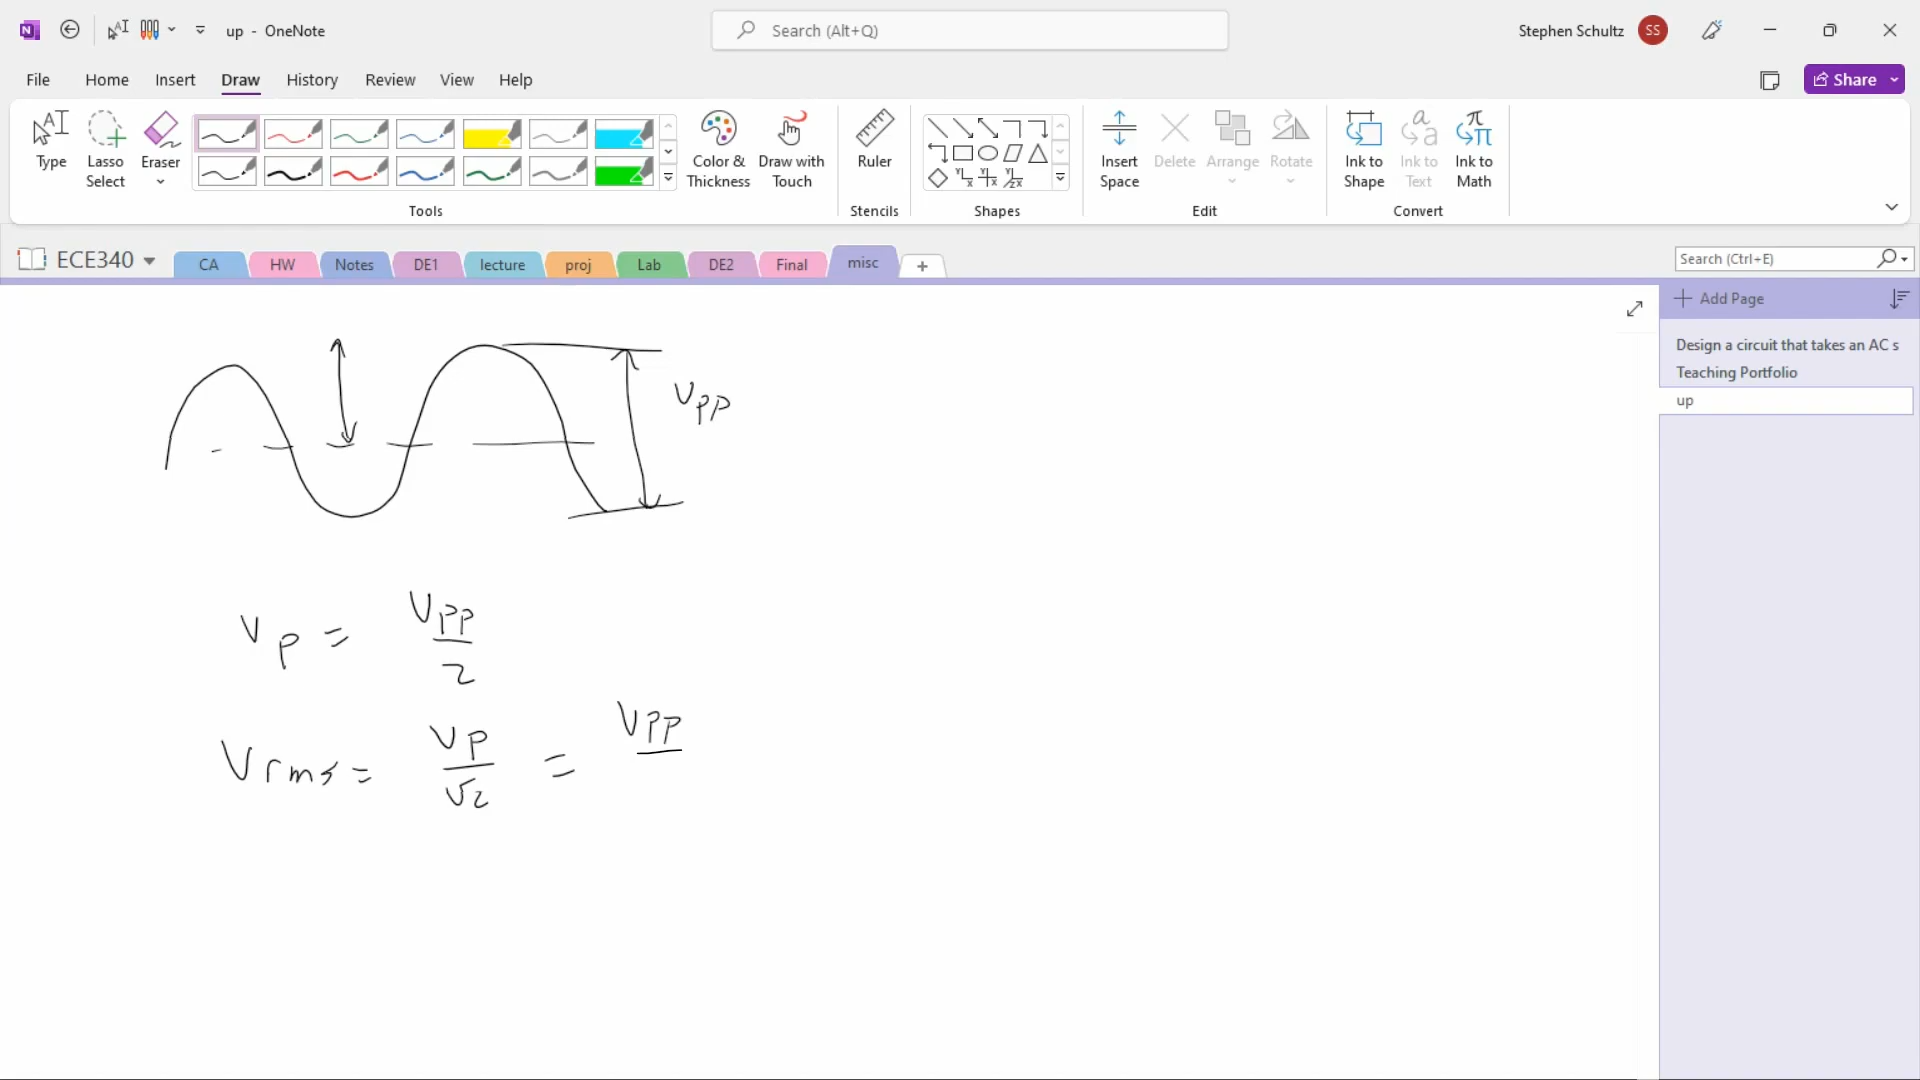 up - OneNote
Search (Alt+Q)
Stephen Schultz SS
File Home Insert Draw History Review View Help
Share
Type Lasso Select Eraser Color & Thickness Draw with Touch Ruler Insert Space Delete Arrange Rotate Ink to Shape Ink to Text Ink to Math
Tools Stencils Shapes Edit Convert
ECE340 CA HW Notes DE1 lecture proj Lab DE2 Final misc +
Search (Ctrl+E)
Add Page
Design a circuit that takes an AC s
Teaching Portfolio
up
Vpp
Vp = Vpp/2
Vrms = Vp/√2 = Vpp